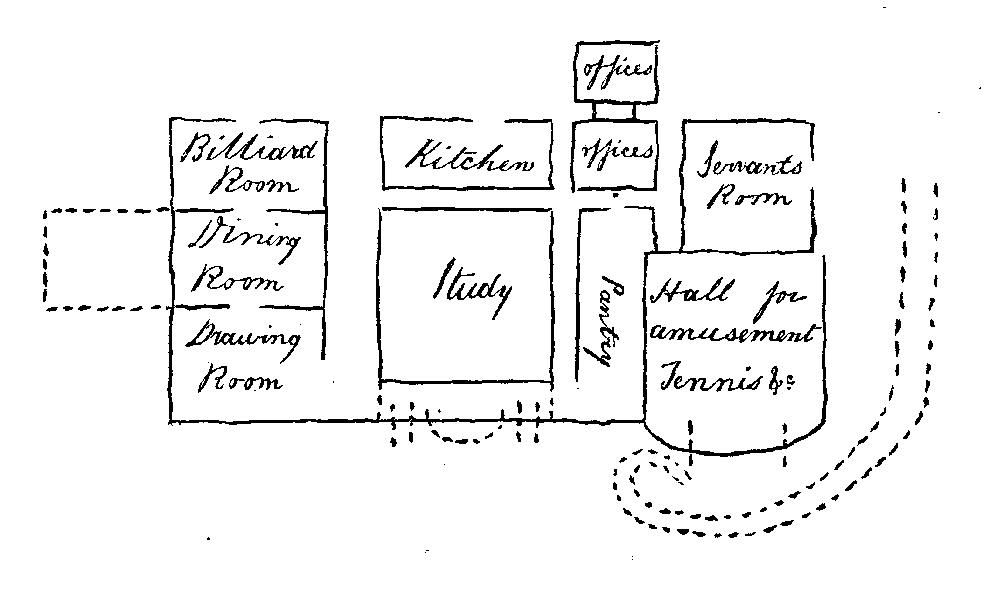 offices
Billiard
Room
Kitchen
offices
Servants
Room
Dining
Room
Study
Pantry
Hall for
amusement
Tennis &c
Drawing
Room